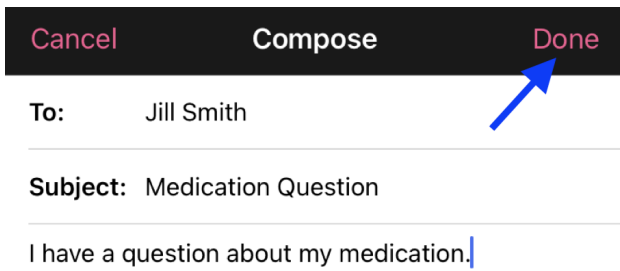 Cancel Compose Done
To: Jill Smith
Subject: Medication Question
I have a question about my medication.